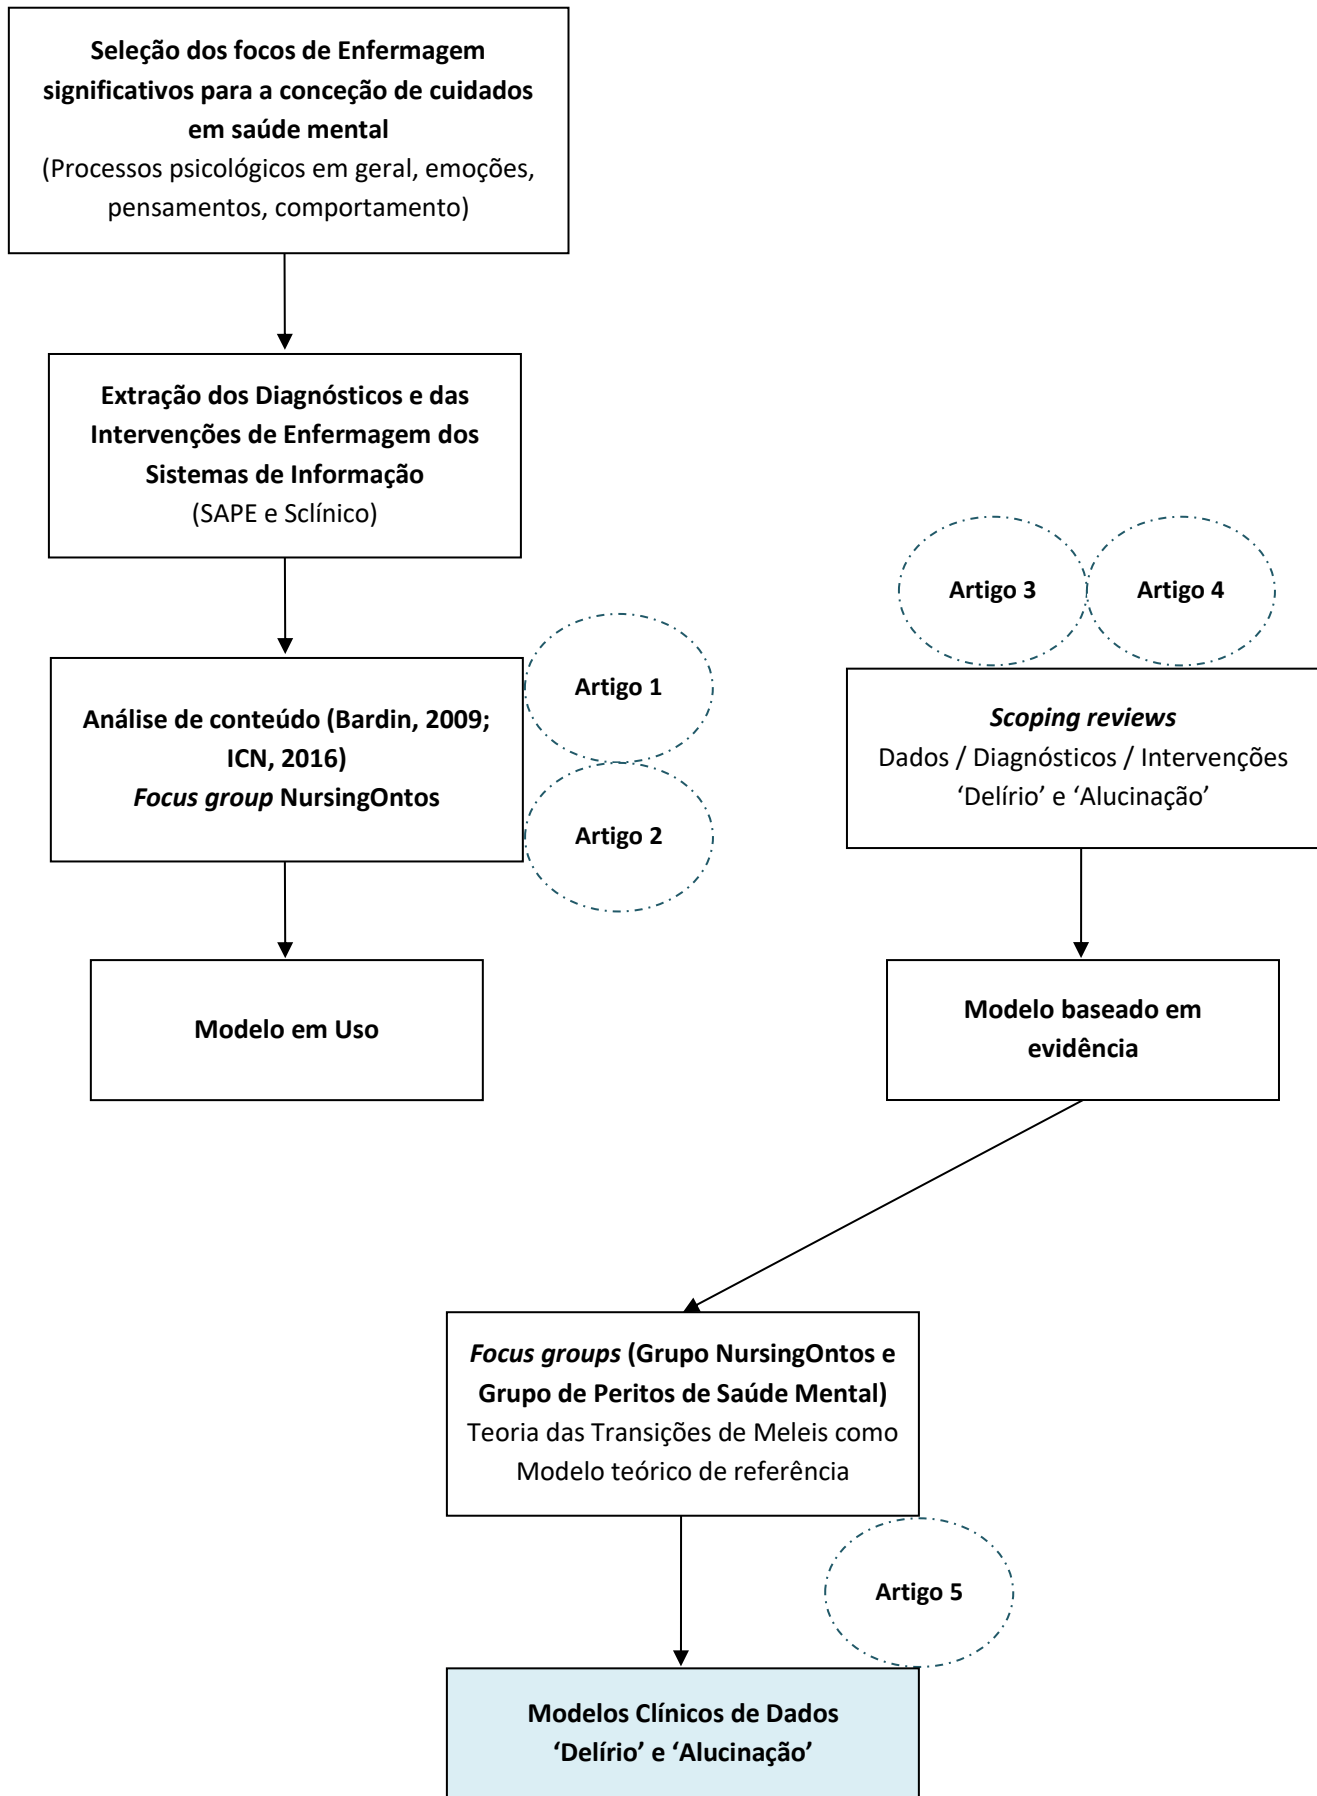 Seleção dos focos de Enfermagem
significativos para a conceção de cuidados
em saúde mental
(Processos psicológicos em geral, emoções,
pensamentos, comportamento)
Extração dos Diagnósticos e das
Intervenções de Enfermagem dos
Sistemas de Informação
(SAPE e Sclínico)
Análise de conteúdo (Bardin, 2009;
ICN, 2016)
Focus group NursingOntos
Artigo 1
Artigo 2
Modelo em Uso
Artigo 3
Artigo 4
Scoping reviews
Dados / Diagnósticos / Intervenções
‘Delírio’ e ‘Alucinação’
Modelo baseado em
evidência
Focus groups (Grupo NursingOntos e
Grupo de Peritos de Saúde Mental)
Teoria das Transições de Meleis como
Modelo teórico de referência
Artigo 5
Modelos Clínicos de Dados
‘Delírio’ e ‘Alucinação’